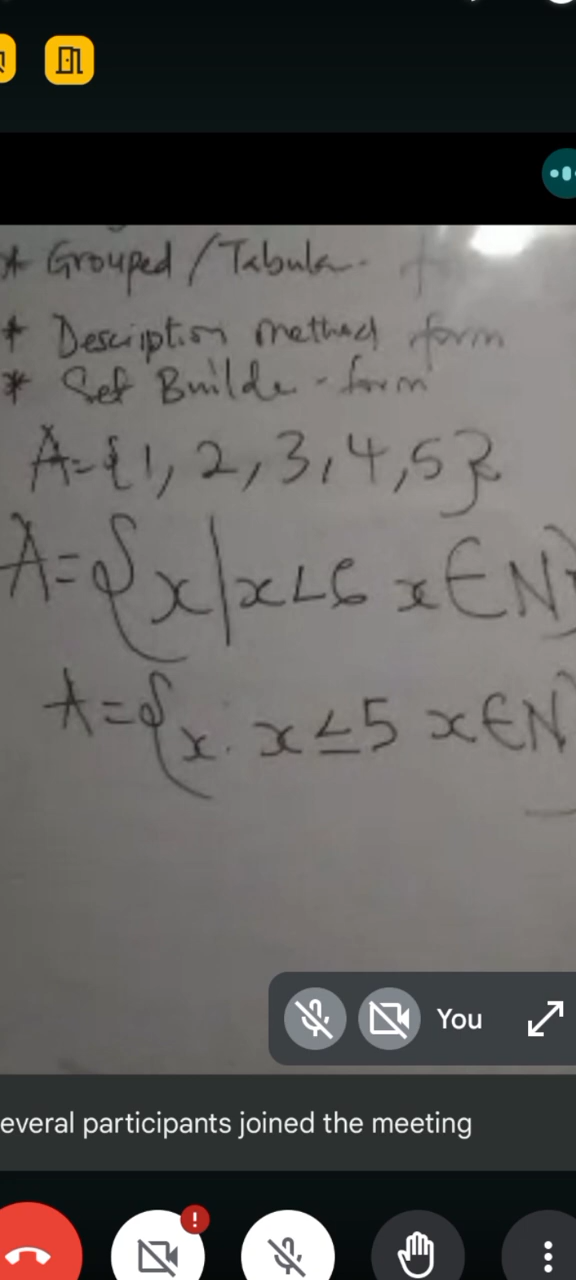 * Grouped / Tabula-
* Desciption method form
* Set Builde-form
A={1, 2, 3, 4, 5}
A={x|x<6 x∈N}
A={x: x≤5 x∈N
You
everal participants joined the meeting